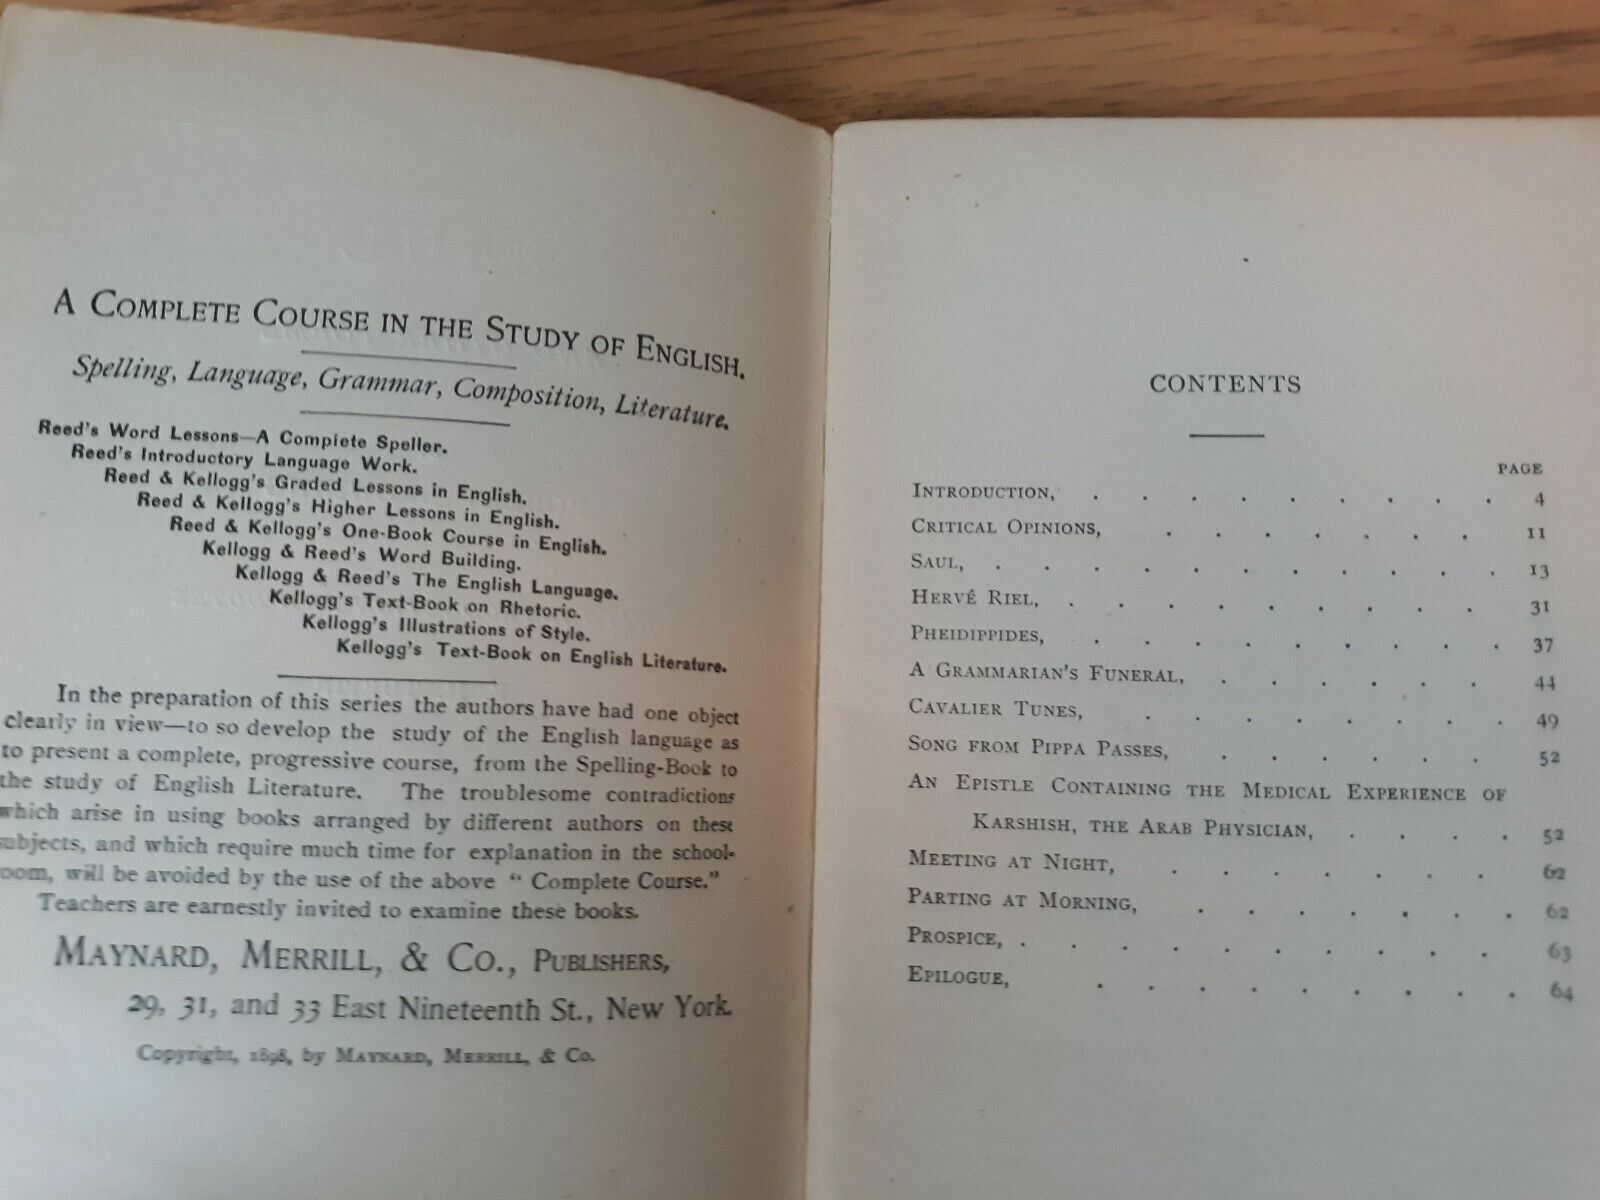 A Complete Course in the Study of English.
Spelling, Language, Grammar, Composition, Literature.
Reed's Word Lessons—A Complete Speller.
Reed's Introductory Language Work.
Reed & Kellogg's Graded Lessons in English.
Reed & Kellogg's Higher Lessons in English.
Reed & Kellogg's One-Book Course in English.
Kellogg & Reed's Word Building.
Kellogg & Reed's The English Language.
Kellogg's Text-Book on Rhetoric.
Kellogg's Illustrations of Style.
Kellogg's Text-Book on English Literature.
In the preparation of this series the authors have had one object
clearly in view—to so develop the study of the English language as
to present a complete, progressive course, from the Spelling-Book to
the study of English Literature. The troublesome contradictions
which arise in using books arranged by different authors on these
subjects, and which require much time for explanation in the school-
room, will be avoided by the use of the above "Complete Course."
Teachers are earnestly invited to examine these books.
Maynard, Merrill, & Co., Publishers,
29, 31, and 33 East Nineteenth St., New York.
Copyright, 1898, by Maynard, Merrill, & Co.
CONTENTS
PAGE
Introduction, . . . . . . . . . 4
Critical Opinions, . . . . . . . 11
Saul, . . . . . . . . . . . 13
Hervé Riel, . . . . . . . . . 31
Pheidippides, . . . . . . . . . 37
A Grammarian's Funeral, . . . . . . 44
Cavalier Tunes, . . . . . . . . 49
Song from Pippa Passes, . . . . . . 52
An Epistle Containing the Medical Experience of
Karshish, the Arab Physician, . . . . 52
Meeting at Night, . . . . . . . 62
Parting at Morning, . . . . . . . 62
Prospice, . . . . . . . . . . 63
Epilogue, . . . . . . . . . 64